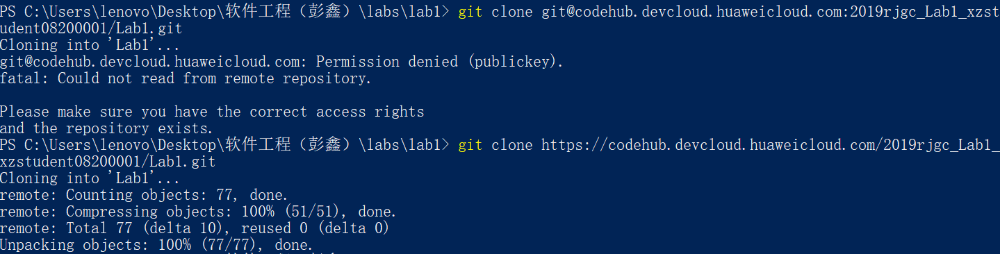 PS C:\Users\lenovo\Desktop\软件工程（彭鑫）\labs\lab1> git clone git@codehub.devcloud.huaweicloud.com:2019rjgc_Lab1_xzst
udent08200001/Lab1.git
Cloning into 'Lab1'...
git@codehub.devcloud.huaweicloud.com: Permission denied (publickey).
fatal: Could not read from remote repository.

Please make sure you have the correct access rights
and the repository exists.
PS C:\Users\lenovo\Desktop\软件工程（彭鑫）\labs\lab1> git clone https://codehub.devcloud.huaweicloud.com/2019rjgc_Lab1_
xzstudent08200001/Lab1.git
Cloning into 'Lab1'...
remote: Counting objects: 77, done.
remote: Compressing objects: 100% (51/51), done.
remote: Total 77 (delta 10), reused 0 (delta 0)
Unpacking objects: 100% (77/77), done.